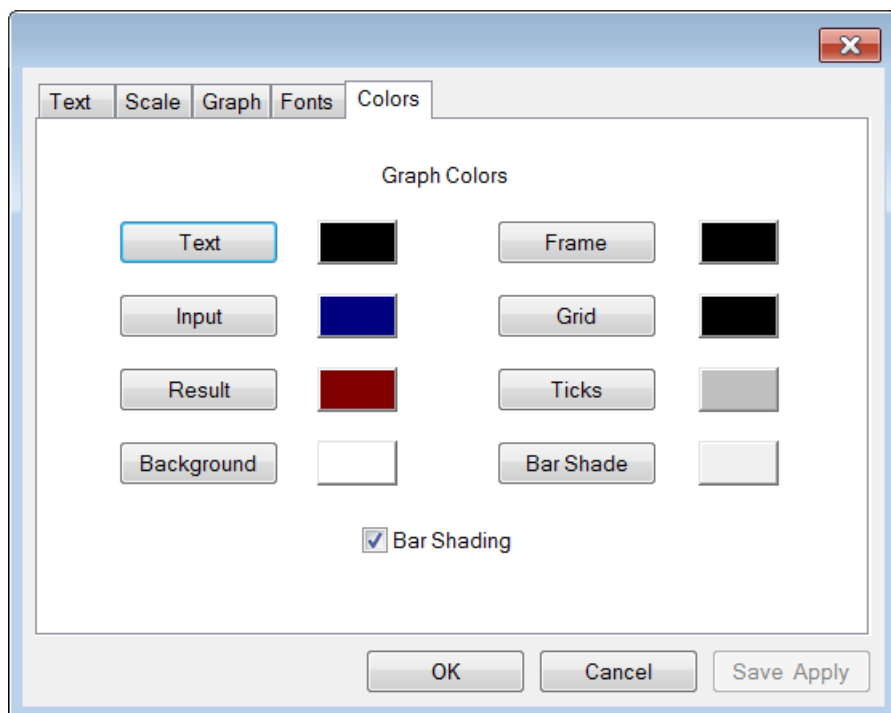 Text Scale Graph Fonts Colors
Graph Colors
Text Frame
Input Grid
Result Ticks
Background Bar Shade
Bar Shading
OK Cancel Save Apply